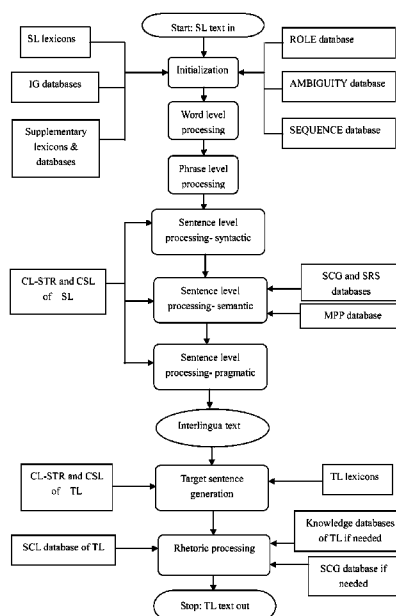 Start: SL text in
SL lexicons
ROLE database
Initialization
IG databases
AMBIGUITY database
Word level
processing
Supplementary
lexicons &
databases
SEQUENCE database
Phrase level
processing
Sentence level
processing- syntactic
CL-STR and CSL
of SL
Sentence level
processing- semantic
SCG and SRS
databases
MPP database
Sentence level
processing-pragmatic
Interlingua text
CL-STR and CSL
of TL
Target sentence
generation
TL lexicons
SCL database of TL
Rhetoric processing
Knowledge databases
of TL if needed
SCG database if
needed
Stop: TL text out